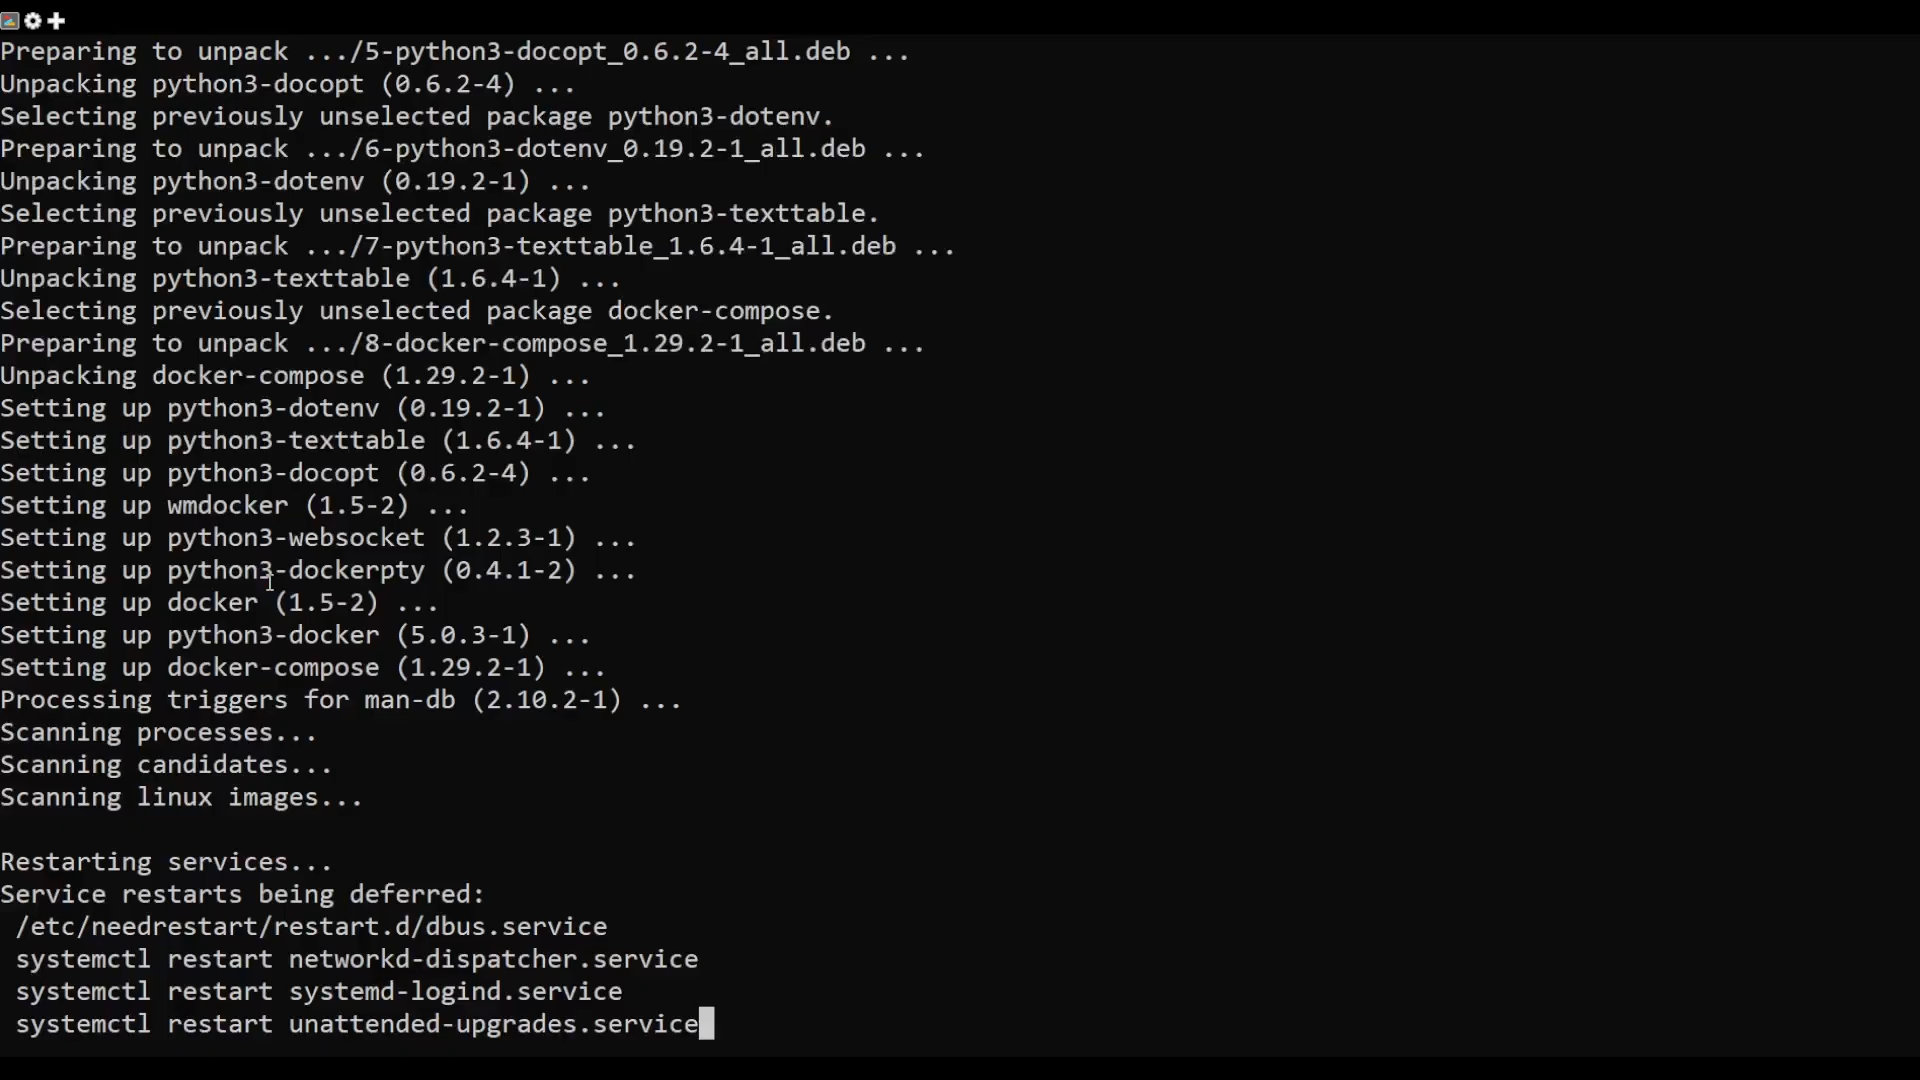 Preparing to unpack .../5-python3-docopt_0.6.2-4_all.deb ...
Unpacking python3-docopt (0.6.2-4) ...
Selecting previously unselected package python3-dotenv.
Preparing to unpack .../6-python3-dotenv_0.19.2-1_all.deb ...
Unpacking python3-dotenv (0.19.2-1) ...
Selecting previously unselected package python3-texttable.
Preparing to unpack .../7-python3-texttable_1.6.4-1_all.deb ...
Unpacking python3-texttable (1.6.4-1) ...
Selecting previously unselected package docker-compose.
Preparing to unpack .../8-docker-compose_1.29.2-1_all.deb ...
Unpacking docker-compose (1.29.2-1) ...
Setting up python3-dotenv (0.19.2-1) ...
Setting up python3-texttable (1.6.4-1) ...
Setting up python3-docopt (0.6.2-4) ...
Setting up wmdocker (1.5-2) ...
Setting up python3-websocket (1.2.3-1) ...
Setting up python3-dockerpty (0.4.1-2) ...
Setting up docker (1.5-2) ...
Setting up python3-docker (5.0.3-1) ...
Setting up docker-compose (1.29.2-1) ...
Processing triggers for man-db (2.10.2-1) ...
Scanning processes...
Scanning candidates...
Scanning linux images...

Restarting services...
Service restarts being deferred:
 /etc/needrestart/restart.d/dbus.service
 systemctl restart networkd-dispatcher.service
 systemctl restart systemd-logind.service
 systemctl restart unattended-upgrades.service